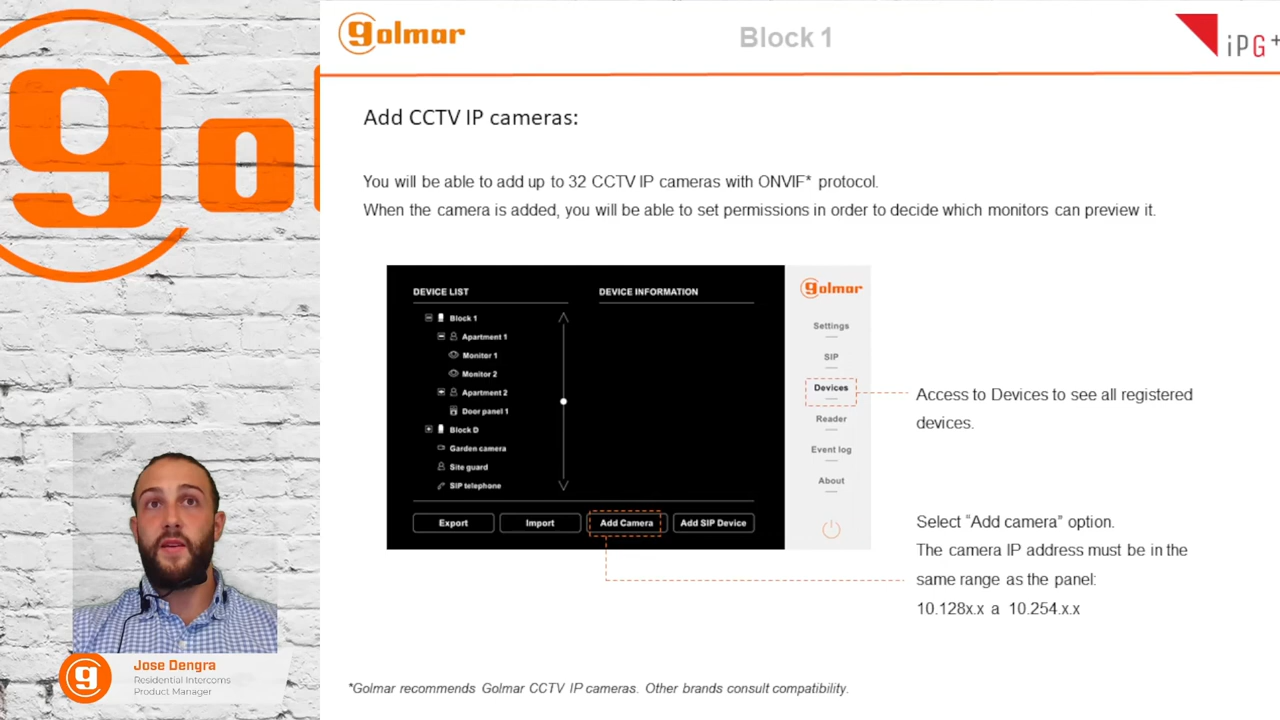 golmar
Block 1
iPG+
Add CCTV IP cameras:
You will be able to add up to 32 CCTV IP cameras with ONVIF* protocol.
When the camera is added, you will be able to set permissions in order to decide which monitors can preview it.
DEVICE LIST
Block 1
Apartment 1
Monitor 1
Monitor 2
Apartment 2
Door panel 1
Block D
Garden camera
Site guard
SIP telephone
DEVICE INFORMATION
Export
Import
Add Camera
Add SIP Device
golmar
Settings
SIP
Devices
Reader
Event log
About
Access to Devices to see all registered
devices.
Select “Add camera” option.
The camera IP address must be in the
same range as the panel:
10.128x.x a 10.254.x.x
*Golmar recommends Golmar CCTV IP cameras. Other brands consult compatibility.
gol
g
Jose Dengra
Residential Intercoms
Product Manager